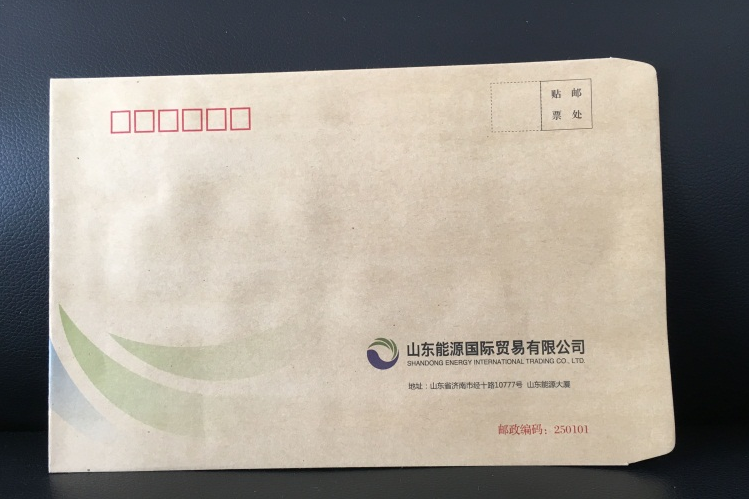 贴 邮
票 处
山东能源国际贸易有限公司
SHANDONG ENERGY INTERNATIONAL TRADING CO., LTD.
地址：山东省济南市经十路10777号 山东能源大厦
邮政编码：250101